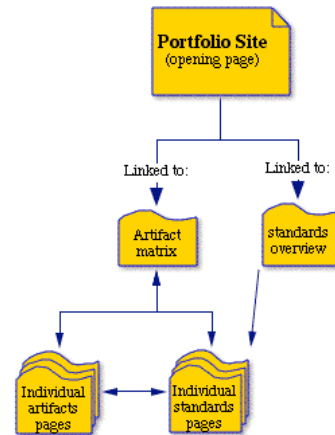 Portfolio Site
(opening page)
Linked to:
Linked to:
Artifact
matrix
standards
overview
Individual
artifacts
pages
Individual
standards
pages